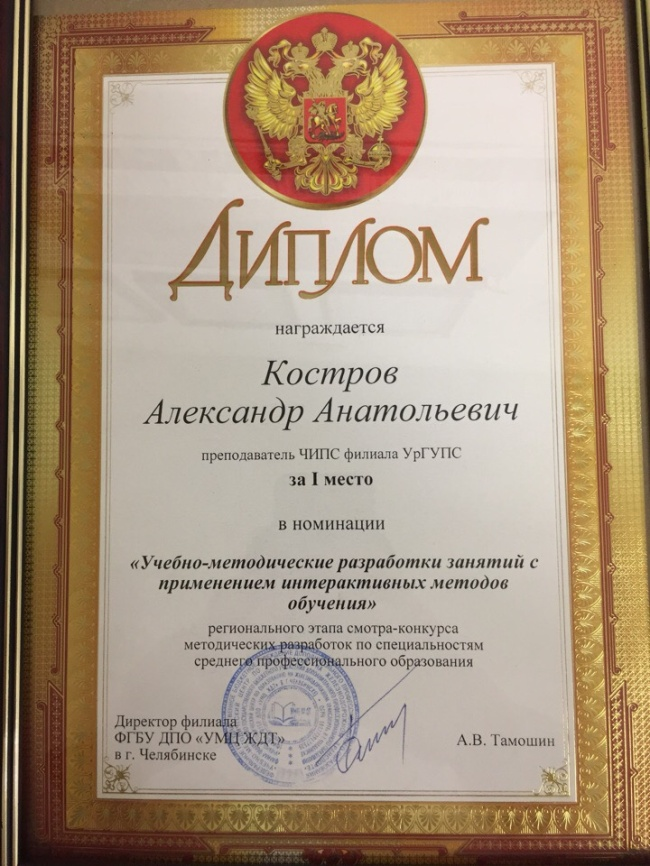 Диплом
награждается
Костров
Александр Анатольевич
преподаватель ЧИПС филиала УрГУПС
за I место
в номинации
«Учебно-методические разработки занятий с
применением интерактивных методов
обучения»
регионального этапа смотра-конкурса
методических разработок по специальностям
среднего профессионального образования
Директор филиала
ФГБУ ДПО «УМЦ ЖДТ»
в г. Челябинске
А.В. Тамошин